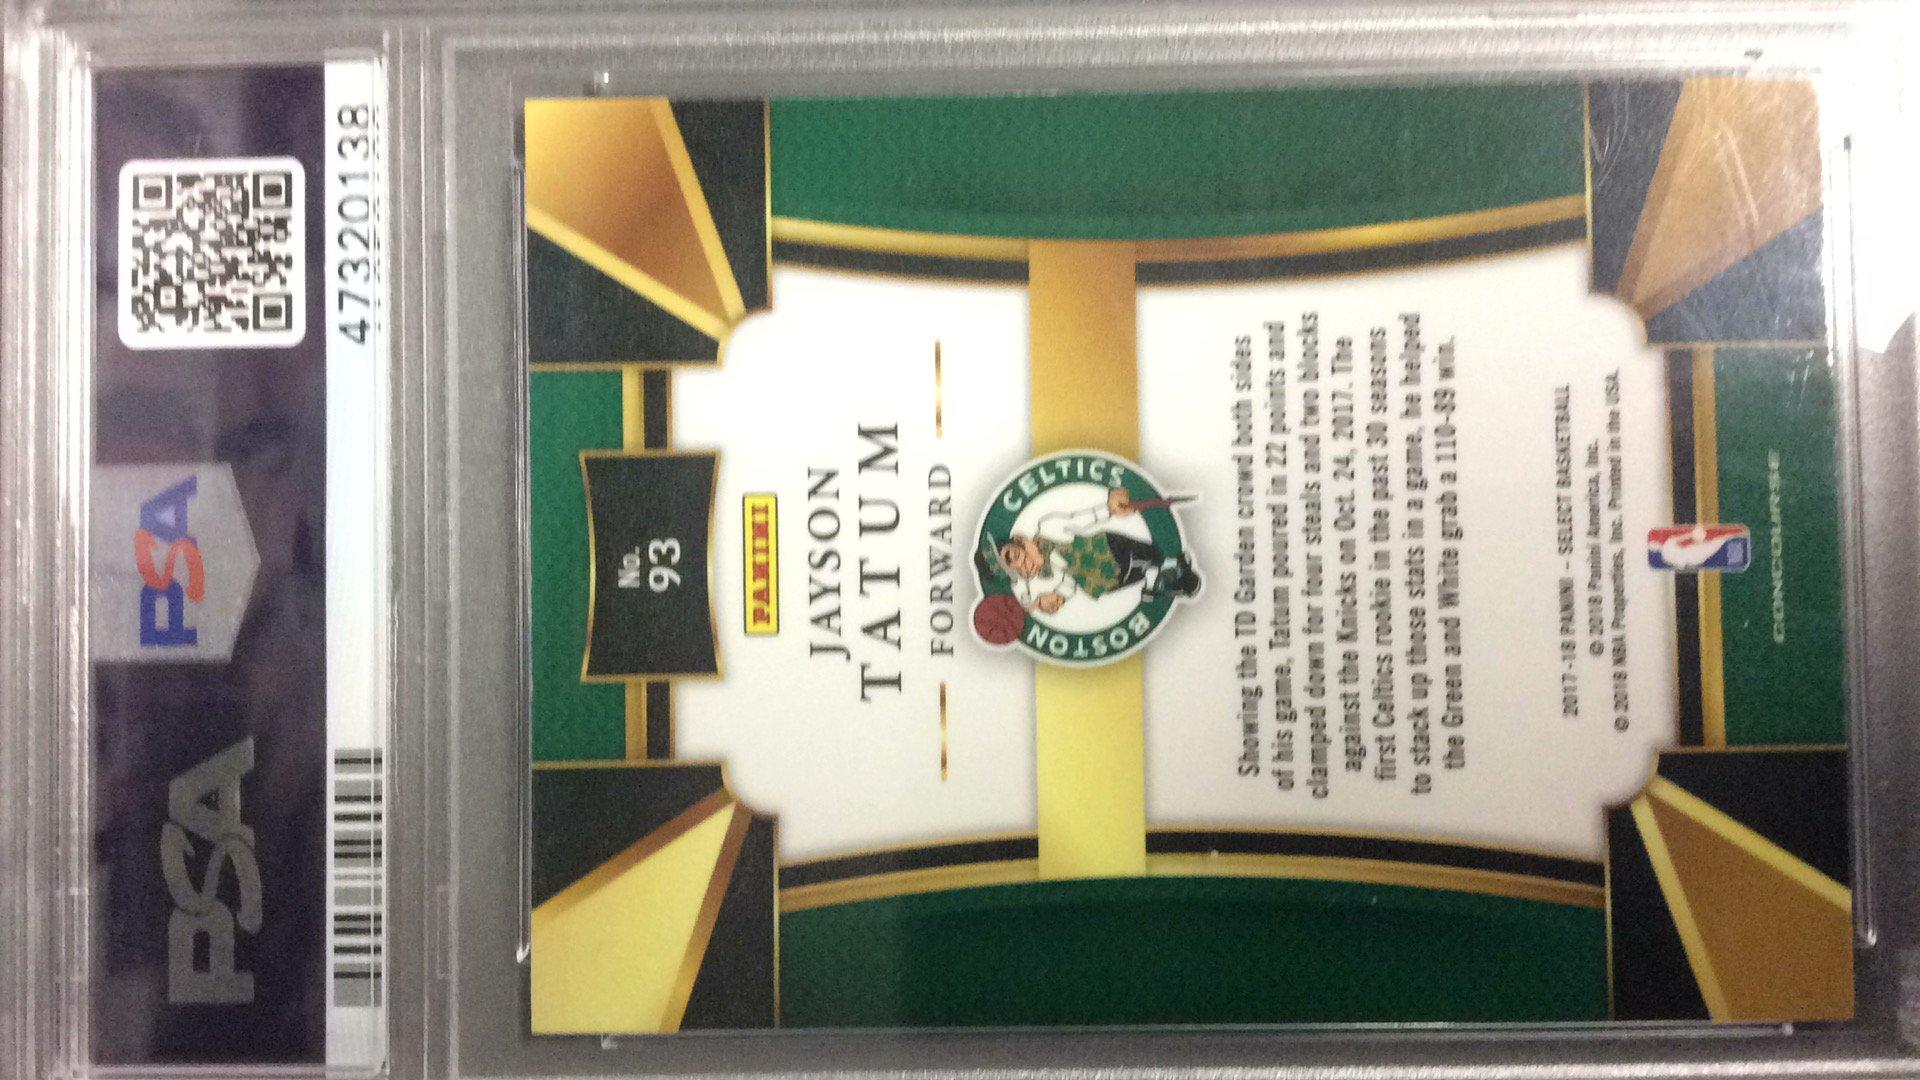 PSA
PSA
47320138
No.
93
PANINI
JAYSON
TATUM
FORWARD
BOSTON CELTICS
Showing the TD Garden crowd both sides
of his game, Tatum poured in 22 points and
clamped down for four steals and two blocks
against the Knicks on Oct. 24, 2017. The
first Celtics rookie in the past 30 seasons
to stack up those stats in a game, he helped
the Green and White grab a 110-89 win.
2017-18 PANINI – SELECT BASKETBALL
© 2018 Panini America, Inc.
© 2018 NBA Properties, Inc. Printed in the USA.
CONCOURSE